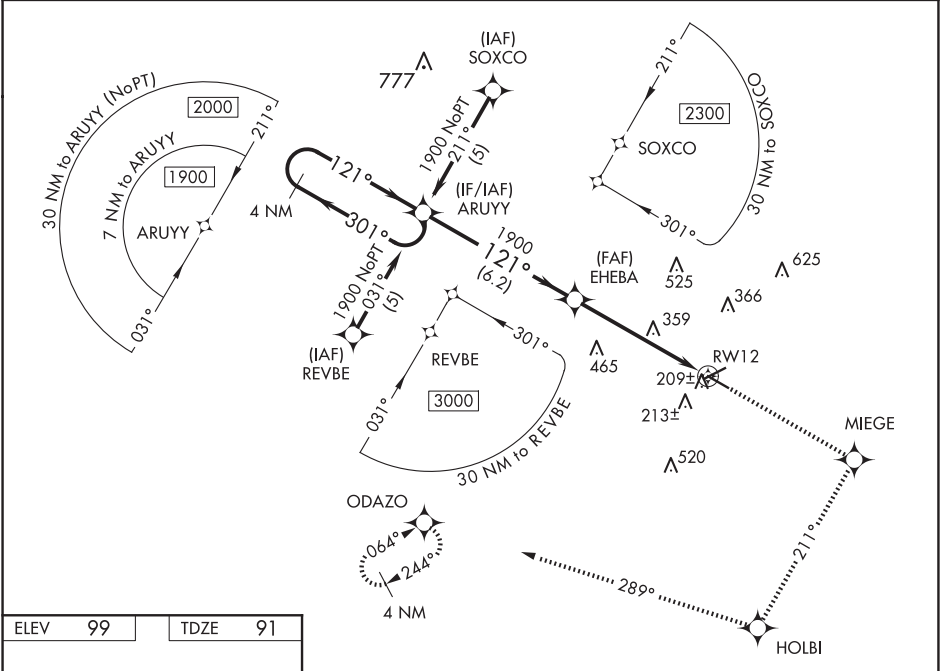 (IAF)
SOXCO
777
30 NM to ARUYY (NoPT)
2000
211°
7 NM to ARUYY
1900
ARUYY
031°
1900 NoPT
211°
(5)
121°
4 NM
301°
(IF/IAF)
ARUYY
1900
121°
(6.2)
1900 NoPT
031°
(5)
(IAF)
REVBE
211°
2300
SOXCO
30 NM to SOXCO
301°
(FAF)
EHEBA
525
625
366
359
465
RW12
209±
213±
520
301°
REVBE
3000
031°
30 NM to REVBE
MIEGE
211°
ODAZO
064°
244°
4 NM
289°
HOLBI
ELEV 99
TDZE 91